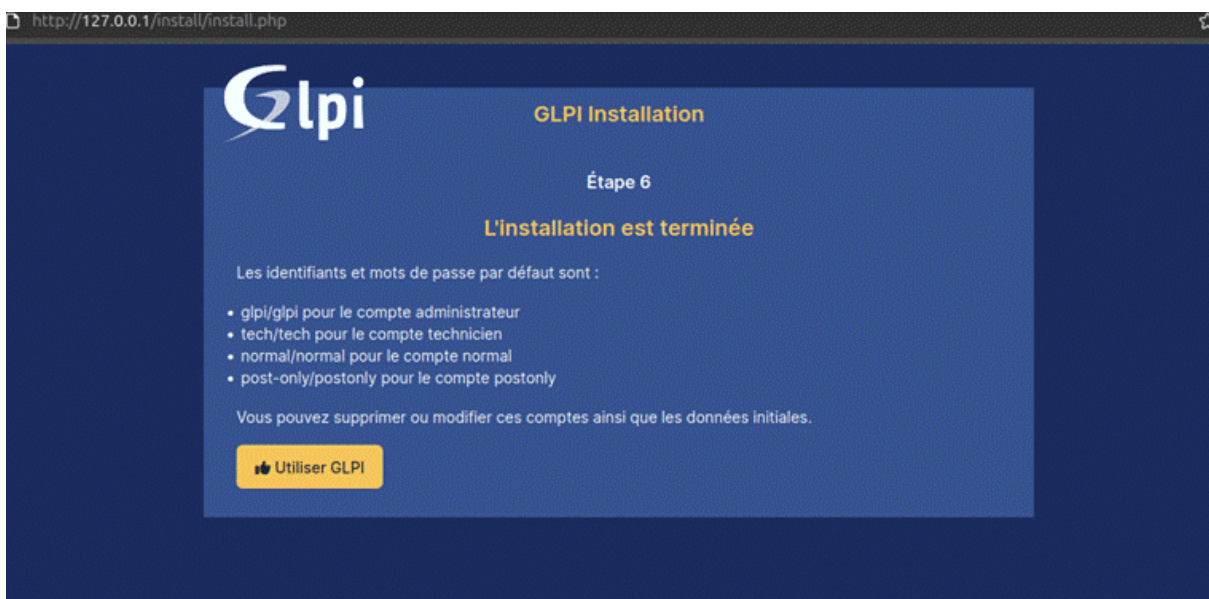 http://127.0.0.1/install/install.php
Glpi
GLPI Installation
Étape 6
L'installation est terminée
Les identifiants et mots de passe par défaut sont :
• glpi/glpi pour le compte administrateur
• tech/tech pour le compte technicien
• normal/normal pour le compte normal
• post-only/postonly pour le compte postonly
Vous pouvez supprimer ou modifier ces comptes ainsi que les données initiales.
Utiliser GLPI